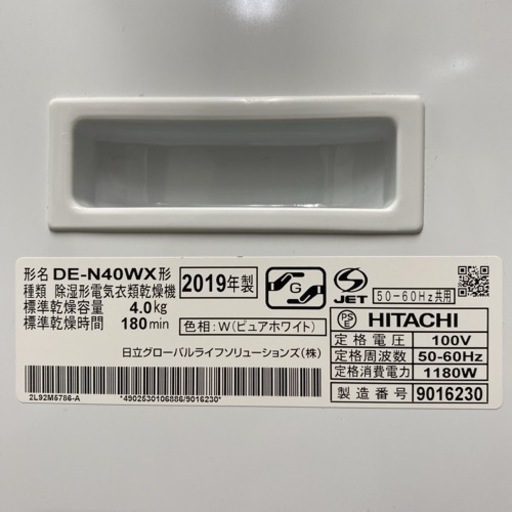 形名 DE-N40WX形
種類 除湿形電気衣類乾燥機
標準乾燥容量 4.0kg
標準乾燥時間 180min
2019年製
色相:W(ピュアホワイト)
日立グローバルライフソリューションズ(株)
2L92M5786-A
*4902530106886/9016230*
G
S
JET
50-60Hz共用
PSE
HITACHI
定格電圧 100V
定格周波数 50-60Hz
定格消費電力 1180W
製造番号 9016230